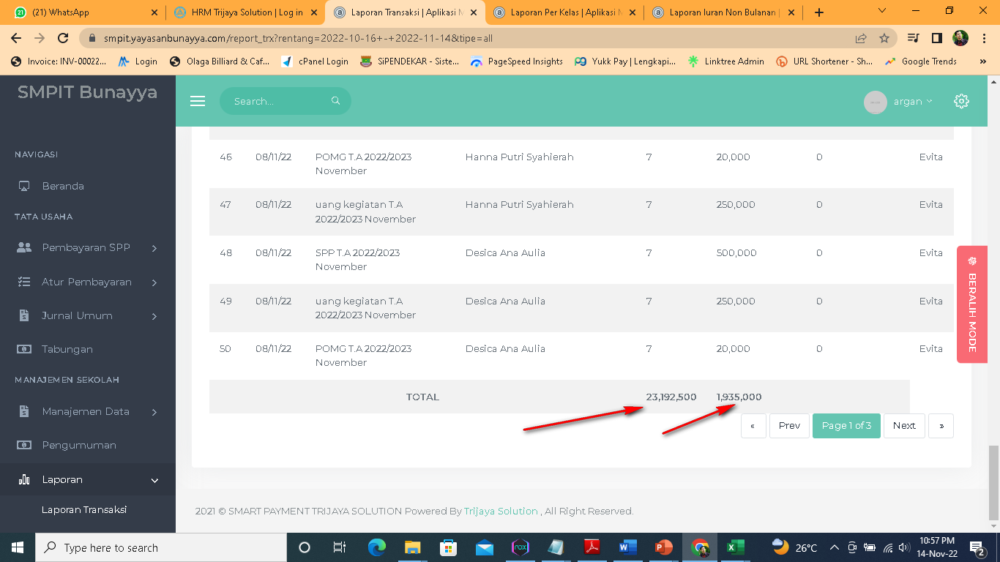 (21) WhatsApp
HRM Trijaya Solution | Log in
Laporan Transaksi | Aplikasi M
Laporan Per Kelas | Aplikasi M
Laporan Iuran Non Bulanan |
smpit.yayasanbunayya.com/report_trx?rentang=2022-10-16+-+2022-11-14&tipe=all
Invoice: INV-00022...
Login
Olaga Billiard & Caf...
cPanel Login
SiPENDEKAR - Siste...
PageSpeed Insights
Yukk Pay | Lengkapi...
Linktree Admin
URL Shortener - Sh...
Google Trends
SMPIT Bunayya
Search...
argan
NAVIGASI
Beranda
TATA USAHA
Pembayaran SPP
Atur Pembayaran
Jurnal Umum
Tabungan
MANAJEMEN SEKOLAH
Manajemen Data
Pengumuman
Laporan
Laporan Transaksi
46 08/11/22 POMG T.A 2022/2023 Hanna Putri Syahierah 7 20,000 0 Evita
November
47 08/11/22 uang kegiatan T.A Hanna Putri Syahierah 7 250,000 0 Evita
2022/2023 November
48 08/11/22 SPP T.A 2022/2023 Desica Ana Aulia 7 500,000 0 Evita
November
49 08/11/22 uang kegiatan T.A Desica Ana Aulia 7 250,000 0 Evita
2022/2023 November
50 08/11/22 POMG T.A 2022/2023 Desica Ana Aulia 7 20,000 0 Evita
November
TOTAL 23,192,500 1,935,000
« Prev Page 1 of 3 Next »
BERALIH MODE
2021 © SMART PAYMENT TRIJAYA SOLUTION Powered By Trijaya Solution , All Right Reserved.
Type here to search
26°C
10:57 PM
14-Nov-22
2